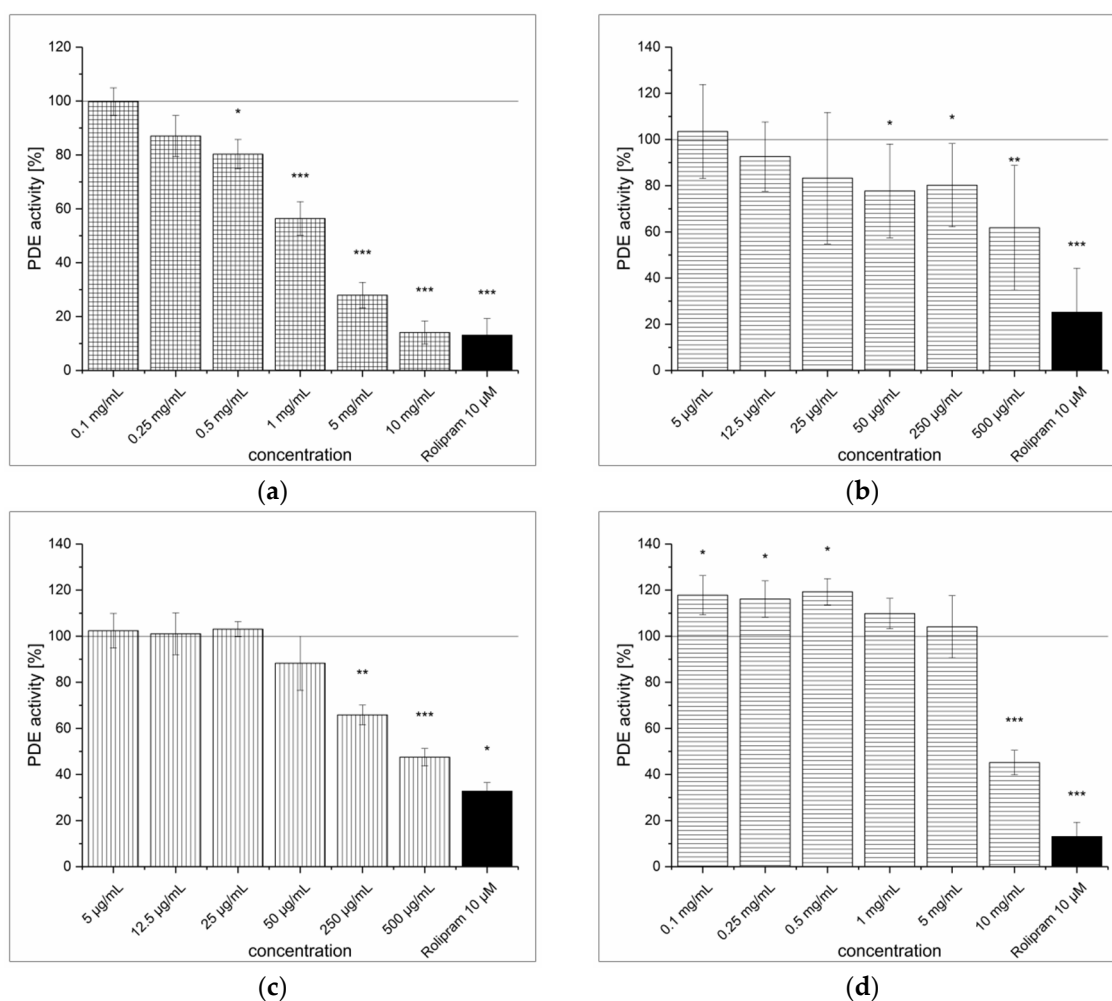 120
100
80
60
40
20
0
PDE activity [%]
*
***
***
***
***
0.1 mg/mL
0.25 mg/mL
0.5 mg/mL
1 mg/mL
5 mg/mL
10 mg/mL
Rolipram 10 µM
concentration
(a)
140
120
100
80
60
40
20
0
PDE activity [%]
*
*
**
***
5 µg/mL
12.5 µg/mL
25 µg/mL
50 µg/mL
250 µg/mL
500 µg/mL
Rolipram 10 µM
concentration
(b)
140
120
100
80
60
40
20
0
PDE activity [%]
**
***
*
5 µg/mL
12.5 µg/mL
25 µg/mL
50 µg/mL
250 µg/mL
500 µg/mL
Rolipram 10 µM
concentration
(c)
140
120
100
80
60
40
20
0
PDE activity [%]
*
*
*
***
***
0.1 mg/mL
0.25 mg/mL
0.5 mg/mL
1 mg/mL
5 mg/mL
10 mg/mL
Rolipram 10 µM
concentration
(d)